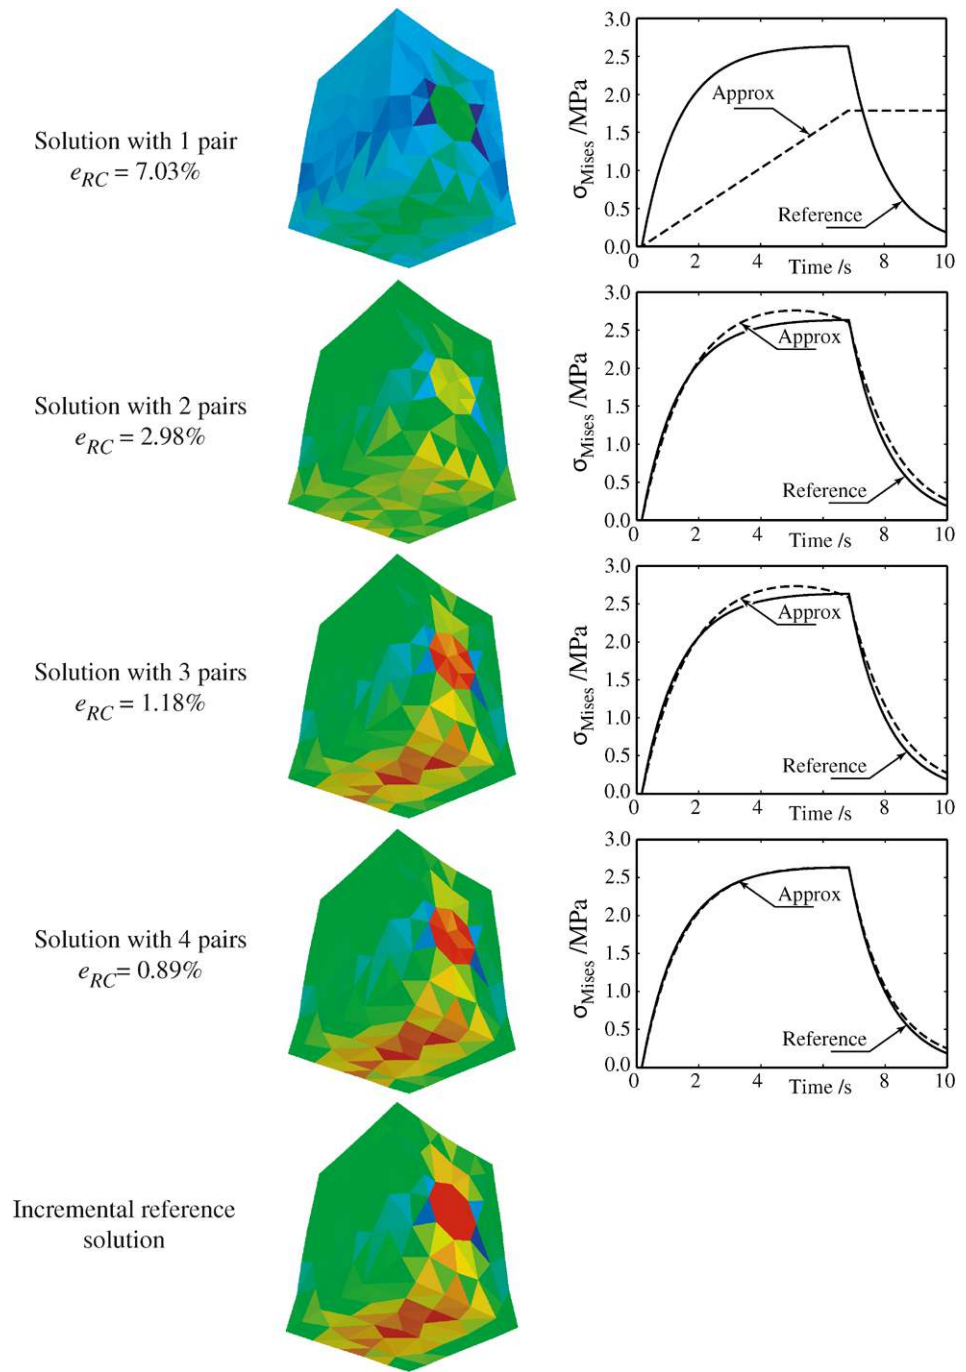 Solution with 1 pair
e_RC = 7.03%
3.0
2.5
2.0
1.5
1.0
0.5
0.0
σ_Mises /MPa
Approx
Reference
0 2 4 6 8 10
Time /s
Solution with 2 pairs
e_RC = 2.98%
3.0
2.5
2.0
1.5
1.0
0.5
0.0
σ_Mises /MPa
Approx
Reference
0 2 4 6 8 10
Time /s
Solution with 3 pairs
e_RC = 1.18%
3.0
2.5
2.0
1.5
1.0
0.5
0.0
σ_Mises /MPa
Approx
Reference
0 2 4 6 8 10
Time /s
Solution with 4 pairs
e_RC= 0.89%
3.0
2.5
2.0
1.5
1.0
0.5
0.0
σ_Mises /MPa
Approx
Reference
0 2 4 6 8 10
Time /s
Incremental reference
solution